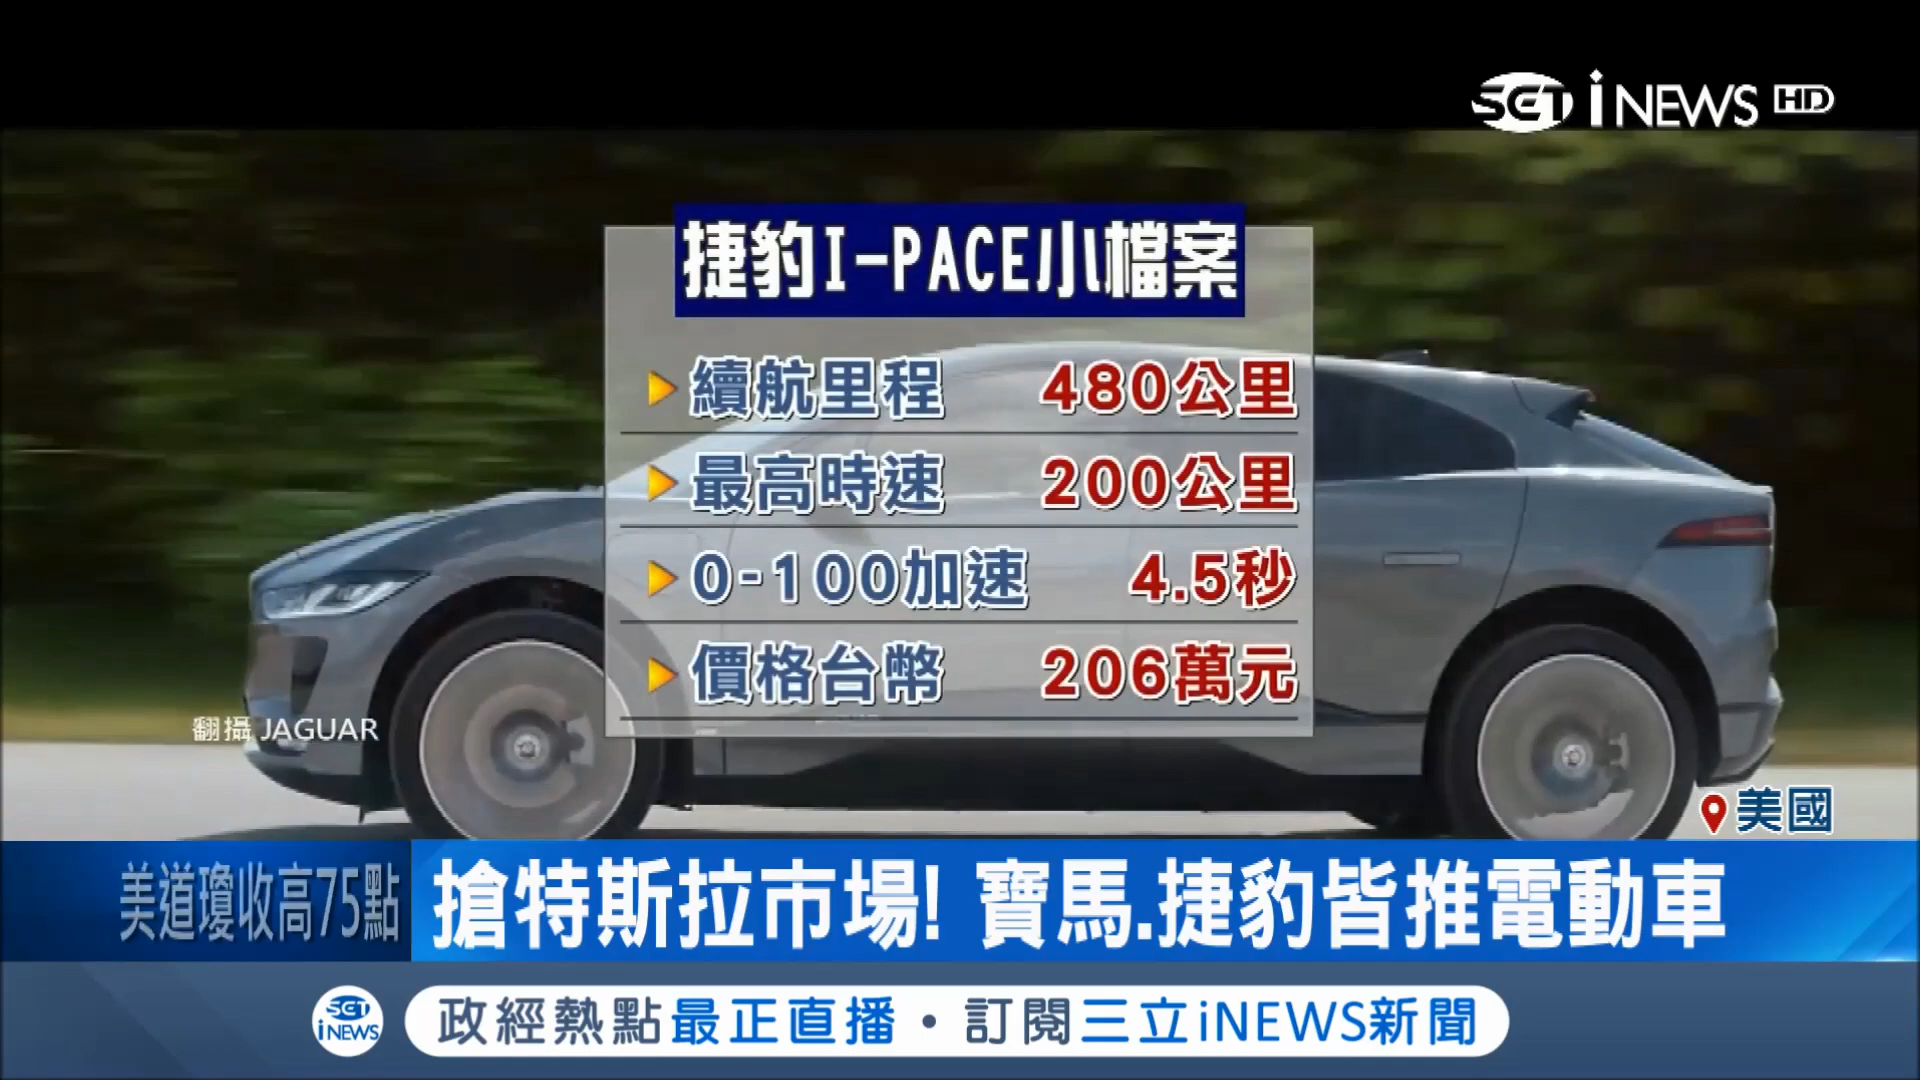 SET iNEWS HD
捷豹I-PACE小檔案
續航里程 480公里
最高時速 200公里
0-100加速 4.5秒
價格台幣 206萬元
翻攝 JAGUAR
美國
美道瓊收高75點
搶特斯拉市場! 寶馬.捷豹皆推電動車
SET iNEWS
政經熱點最正直播・訂閱三立iNEWS新聞